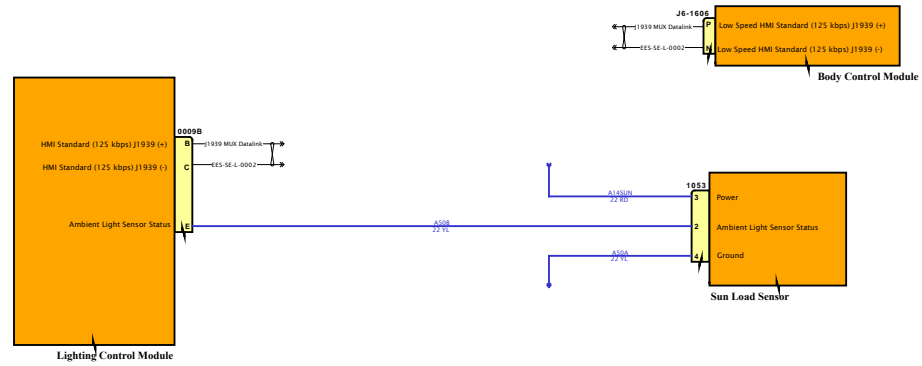 J6-1606
J1939 MUX Datalink
P
Low Speed HMI Standard (125 kbps) J1939 (+)
EES-SE-L-0002
N
Low Speed HMI Standard (125 kbps) J1939 (-)
Body Control Module
0009B
HMI Standard (125 kbps) J1939 (+)
B
J1939 MUX Datalink
HMI Standard (125 kbps) J1939 (-)
C
EES-SE-L-0002
Ambient Light Sensor Status
E
A50B
22 YL
1053
A14SUN
22 RD
3
Power
2
Ambient Light Sensor Status
A50A
22 YL
4
Ground
Sun Load Sensor
Lighting Control Module